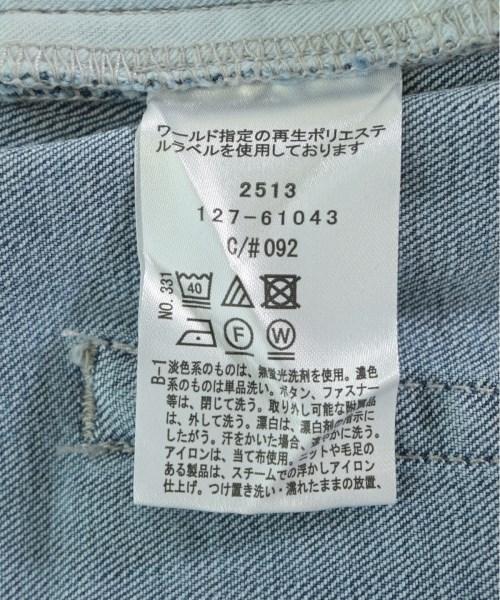 ワールド指定の再生ポリエステ
ルラベルを使用しております
2513
127-61043
C/#092
NO. 331
40
F W
B-1
淡色系のものは、無蛍光洗剤を使用。濃色
系のものは単品洗い。ボタン、ファスナー
等は、閉じて洗う。取り外し可能な附属品
は、外して洗う。漂白は、漂白剤の指示に
したがう。汗をかいた場合、速やかに洗う。
アイロンは、当て布使用。ニットや毛足の
ある製品は、スチームでの浮かしアイロン
仕上げ。つけ置き洗い・濡れたままの放置、